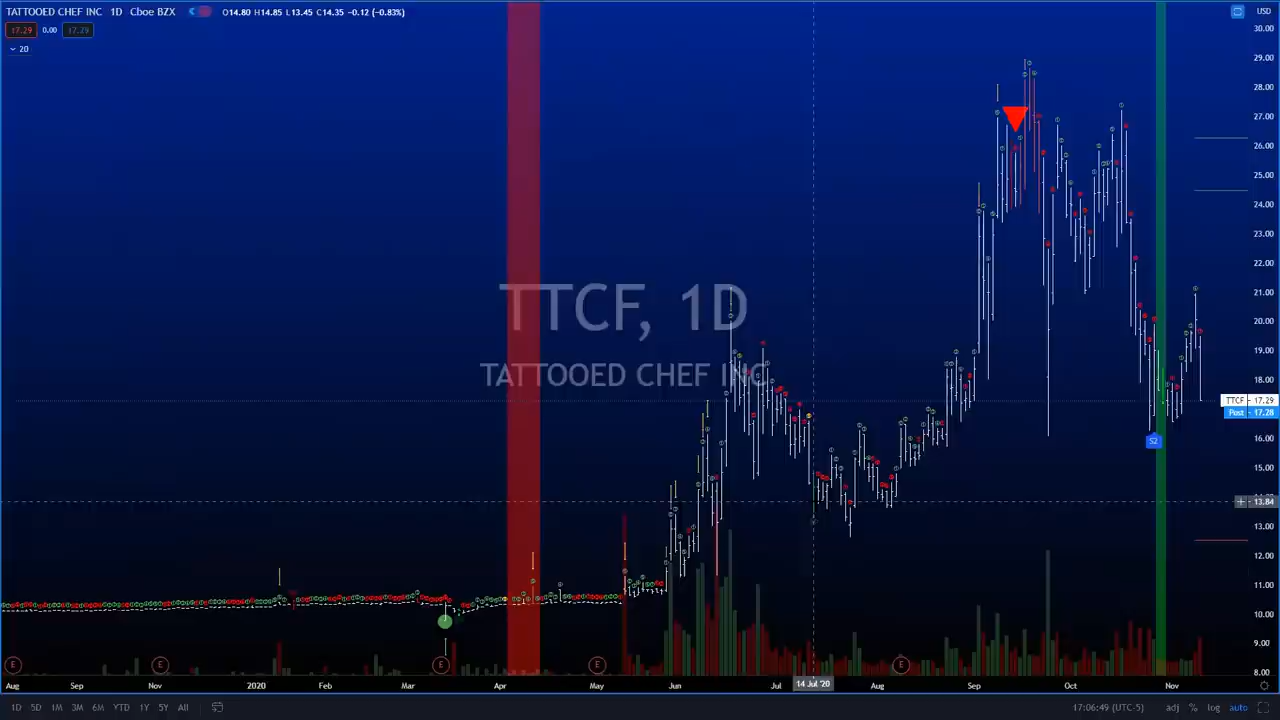 TATTOOED CHEF INC 1D Cboe BZX O14.80 H14.85 L13.45 C14.35 −0.12 (−0.83%) USD
17.29 0.00 17.29
20
30.00
29.00
28.00
27.00
26.00
25.00
24.00
23.00
22.00
21.00
20.00
19.00
18.00
16.00
15.00
13.00
12.00
11.00
10.00
9.00
8.00
TTCF, 1D
TATTOOED CHEF INC
TTCF 17.29
Post 17.28
S2
13.84
E E E E E
Aug Sep Nov 2020 Feb Mar Apr May Jun Jul 14 Jul '20 Aug Sep Oct Nov
1D 5D 1M 3M 6M YTD 1Y 5Y All 17:06:49 (UTC-5) adj % log auto